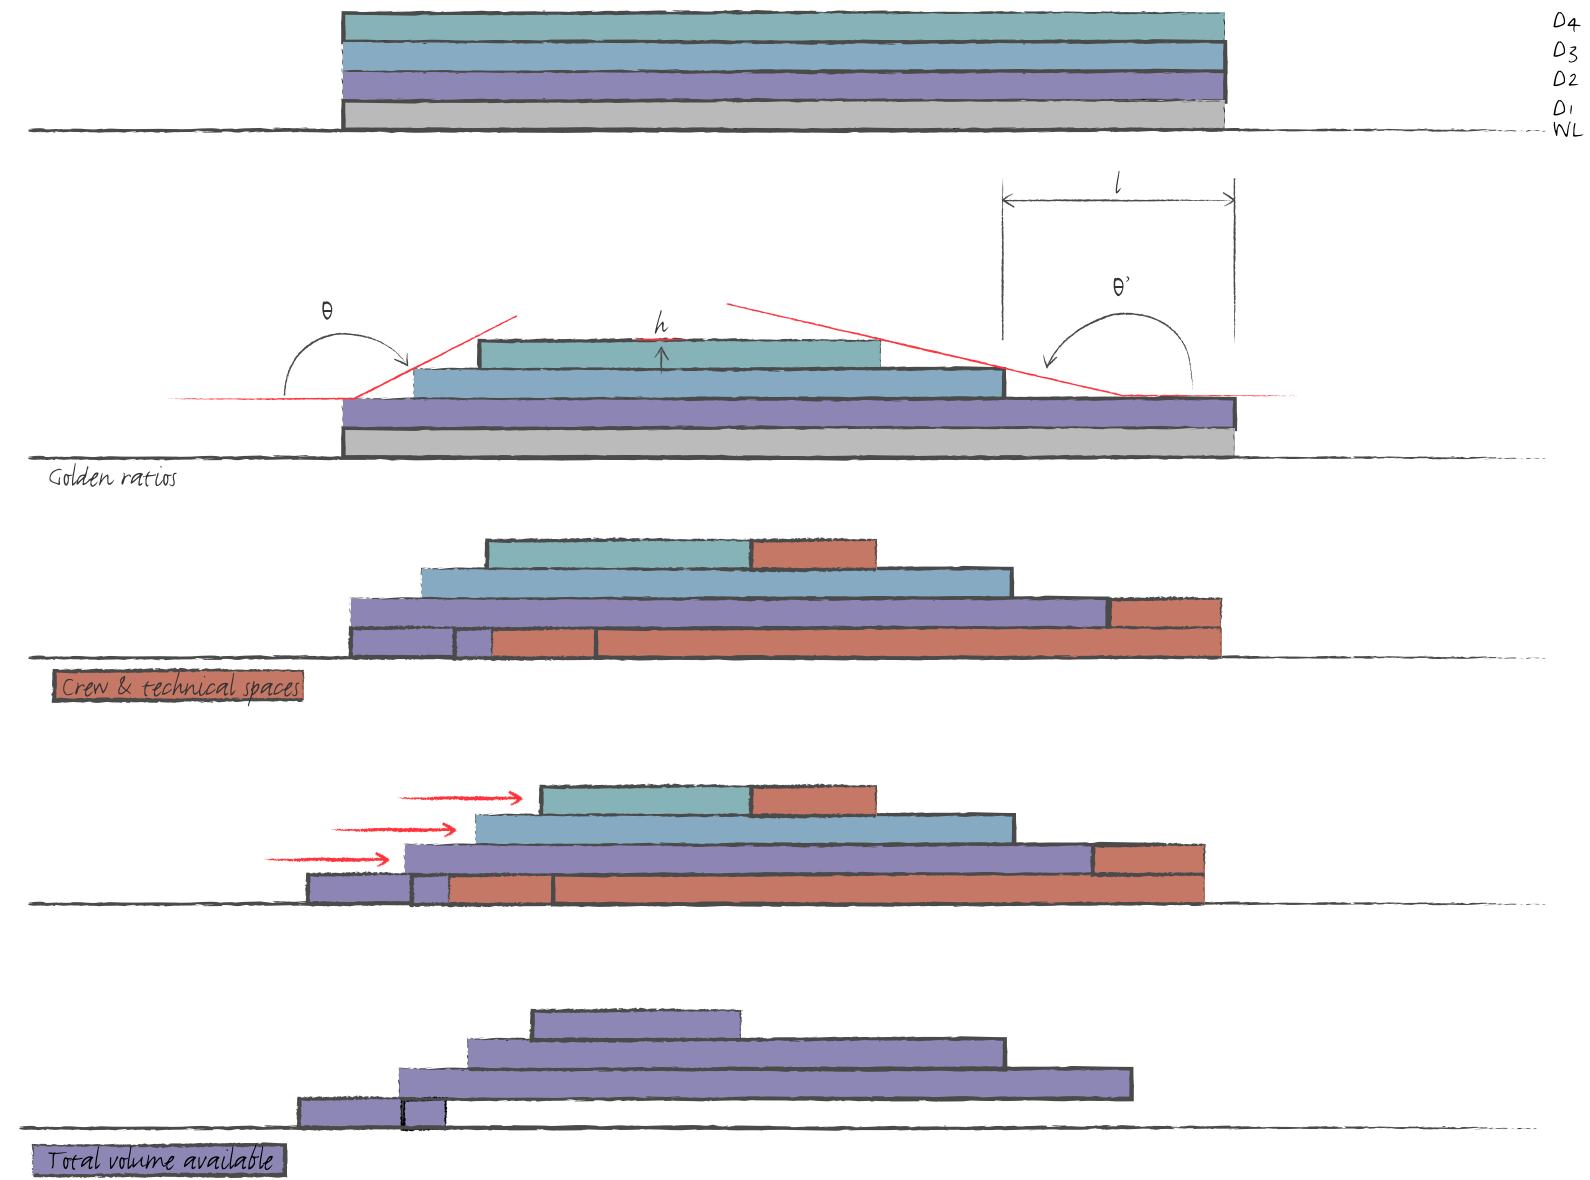 D4
D3
D2
D1
WL
l
θ
θ'
h
Golden ratios
Crew & technical spaces
Total volume available